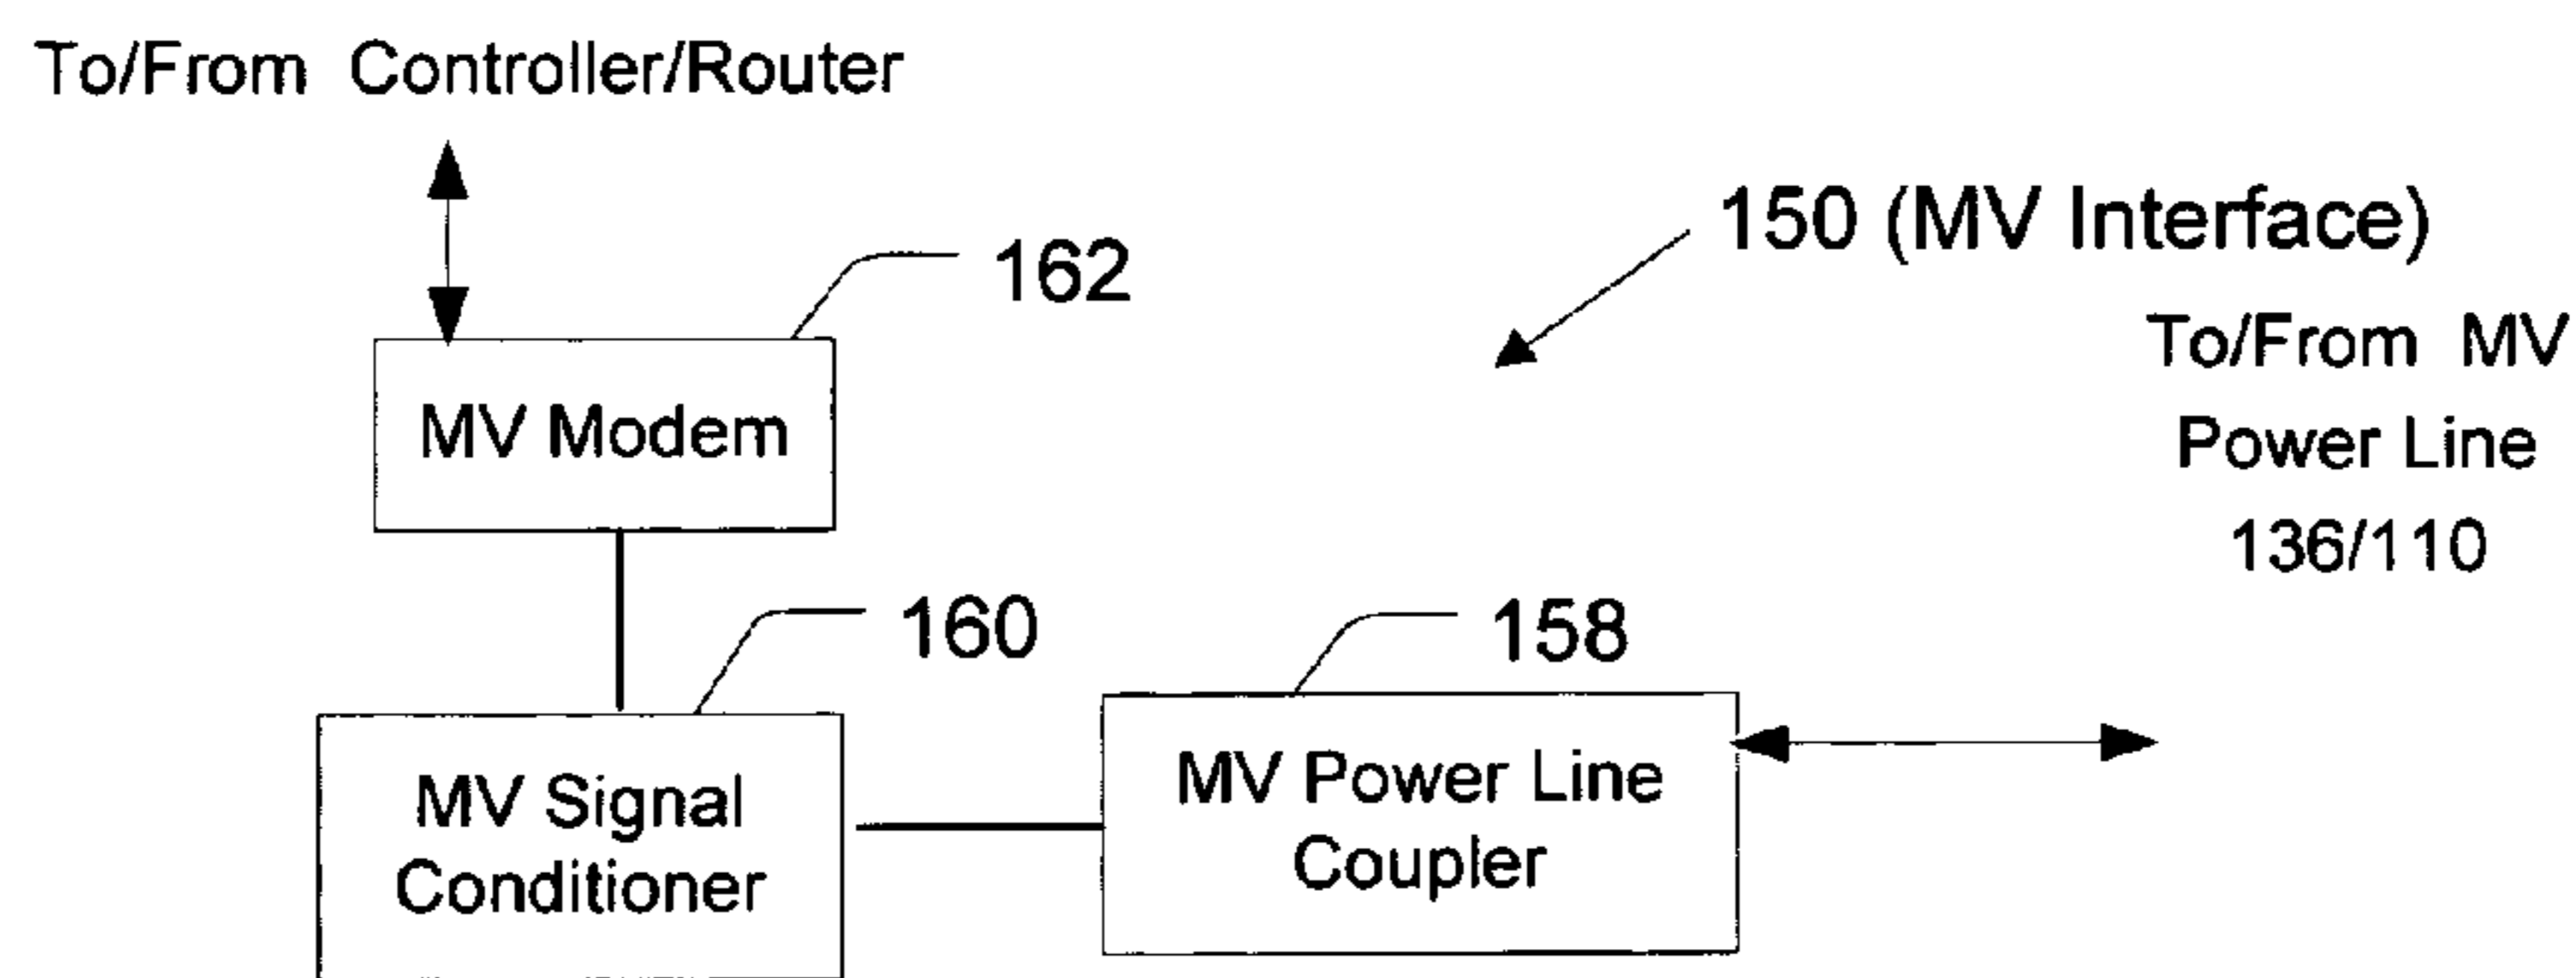 To/From Controller/Router
150 (MV Interface)
162
To/From MV
Power Line
136/110
MV Modem
160
158
MV Signal
Conditioner
MV Power Line
Coupler